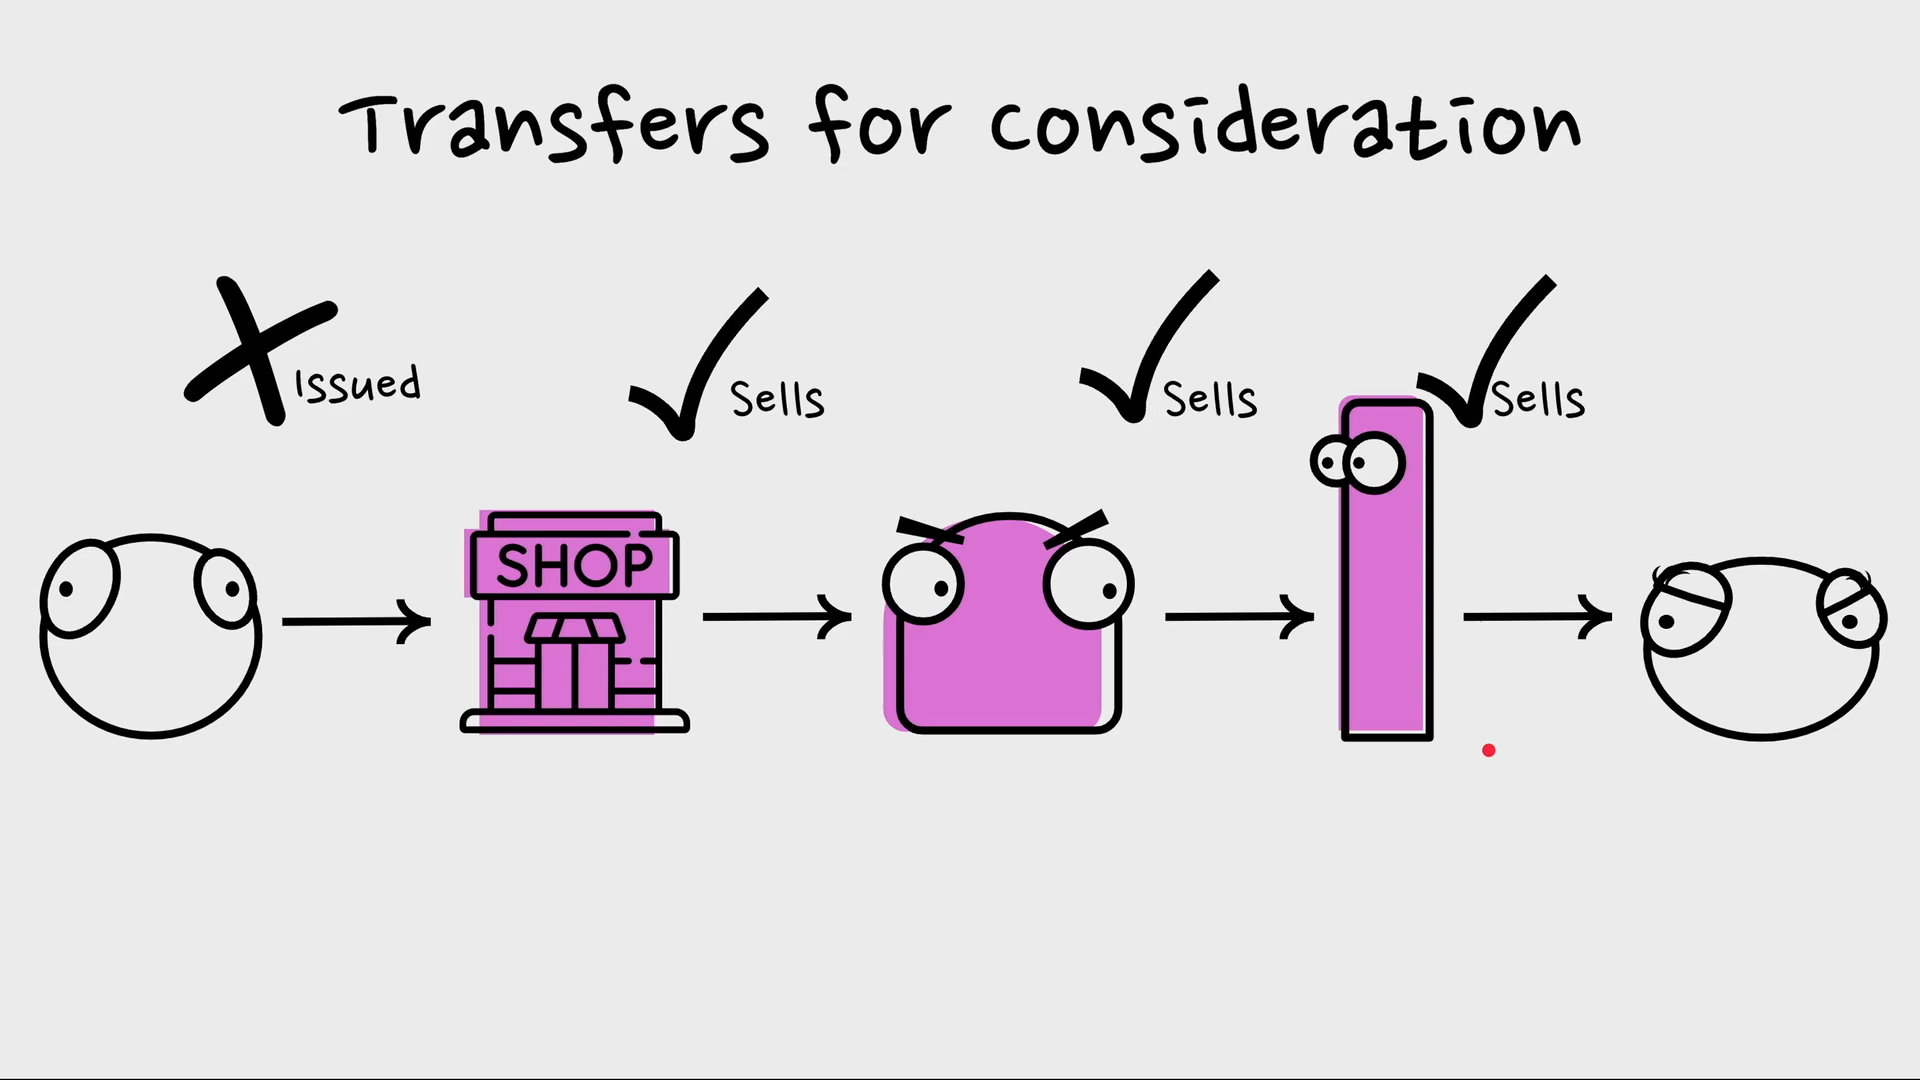 Transfers for consideration
Issued
Sells
Sells
Sells
SHOP